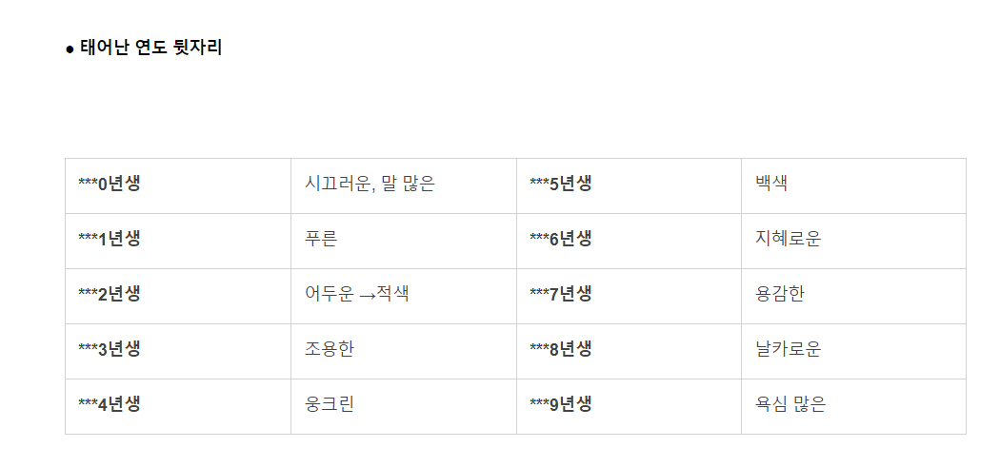 ● 태어난 연도 뒷자리
***0년생 시끄러운, 말 많은 ***5년생 백색
***1년생 푸른 ***6년생 지혜로운
***2년생 어두운 →적색 ***7년생 용감한
***3년생 조용한 ***8년생 날카로운
***4년생 웅크린 ***9년생 욕심 많은